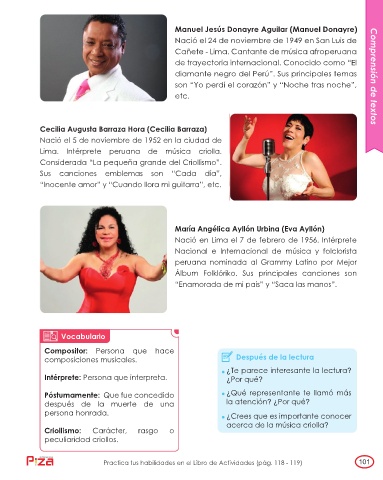 Comprensión de textos
Manuel Jesús Donayre Aguilar (Manuel Donayre)
Nació el 24 de noviembre de 1949 en San Luis de
Cañete - Lima. Cantante de música afroperuana
de trayectoria internacional. Conocido como “El
diamante negro del Perú”. Sus principales temas
son “Yo perdí el corazón” y “Noche tras noche”,
etc.
Cecilia Augusta Barraza Hora (Cecilia Barraza)
Nació el 5 de noviembre de 1952 en la ciudad de
Lima. Intérprete peruana de música criolla.
Considerada “La pequeña grande del Criollismo”.
Sus canciones emblemas son “Cada día”,
“Inocente amor” y “Cuando llora mi guitarra”, etc.
María Angélica Ayllón Urbina (Eva Ayllón)
Nació en Lima el 7 de febrero de 1956. Intérprete
Nacional e Internacional de música y folclorista
peruana nominada al Grammy Latino por Mejor
Álbum Folklóriko. Sus principales canciones son
“Enamorada de mi país” y “Saca las manos”.
Vocabulario
Compositor: Persona que hace
composiciones musicales.
Intérprete: Persona que interpreta.
Póstumamente: Que fue concedido
después de la muerte de una
persona honrada.
Criollismo: Carácter, rasgo o
peculiaridad criollos.
Después de la lectura
• ¿Te parece interesante la lectura?
¿Por qué?
• ¿Qué representante te llamó más
la atención? ¿Por qué?
• ¿Crees que es importante conocer
acerca de la música criolla?
Practica tus habilidades en el Libro de Actividades (pág. 118 - 119)
101